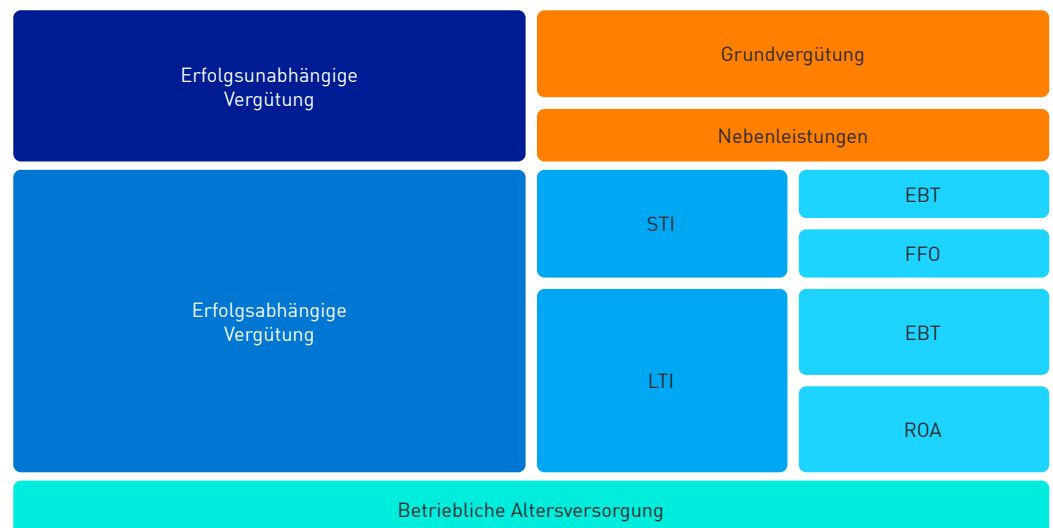 Erfolgsunabhängige
Vergütung
Grundvergütung
Nebenleistungen
Erfolgsabhängige
Vergütung
STI
EBT
FFO
LTI
EBT
ROA
Betriebliche Altersversorgung